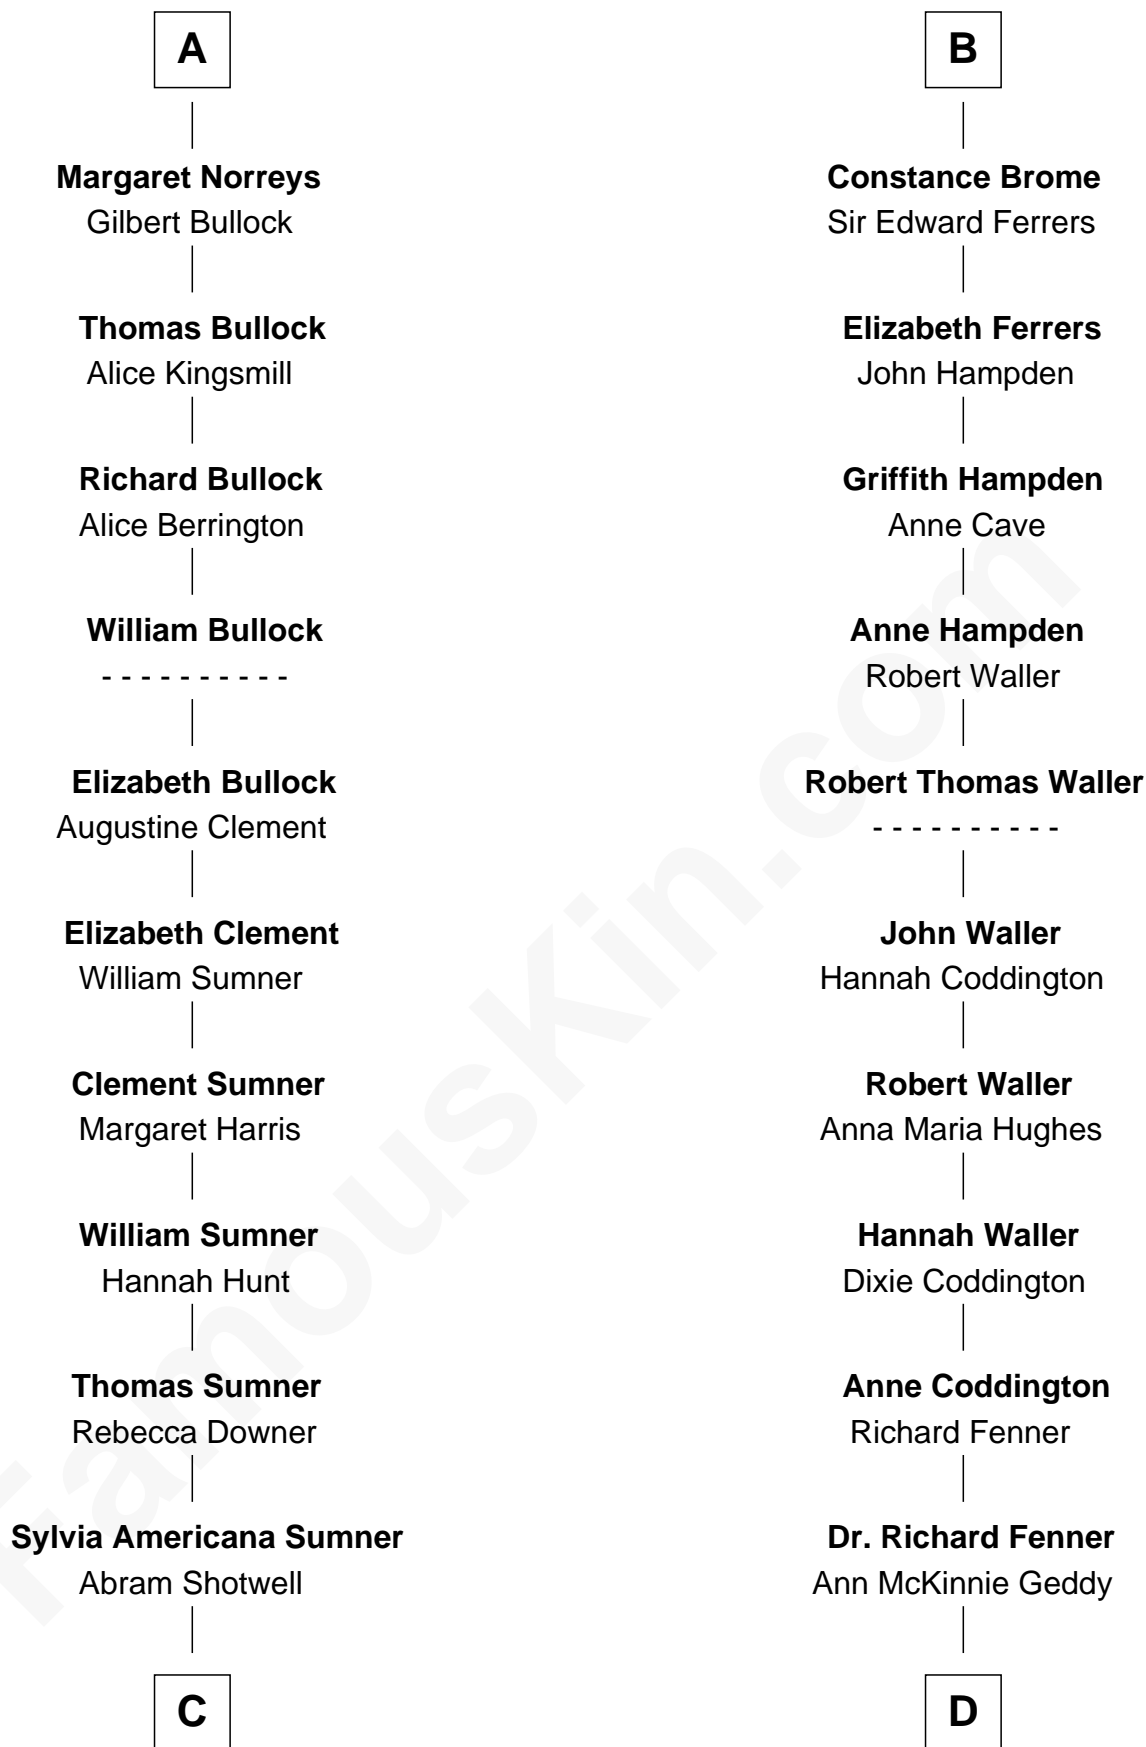 A
Margaret Norreys
Gilbert Bullock
Thomas Bullock
Alice Kingsmill
Richard Bullock
Alice Berrington
William Bullock
- - - - - - - - - -
Elizabeth Bullock
Augustine Clement
Elizabeth Clement
William Sumner
Clement Sumner
Margaret Harris
William Sumner
Hannah Hunt
Thomas Sumner
Rebecca Downer
Sylvia Americana Sumner
Abram Shotwell
C
B
Constance Brome
Sir Edward Ferrers
Elizabeth Ferrers
John Hampden
Griffith Hampden
Anne Cave
Anne Hampden
Robert Waller
Robert Thomas Waller
- - - - - - - - - -
John Waller
Hannah Coddington
Robert Waller
Anna Maria Hughes
Hannah Waller
Dixie Coddington
Anne Coddington
Richard Fenner
Dr. Richard Fenner
Ann McKinnie Geddy
D
FamousKin.com